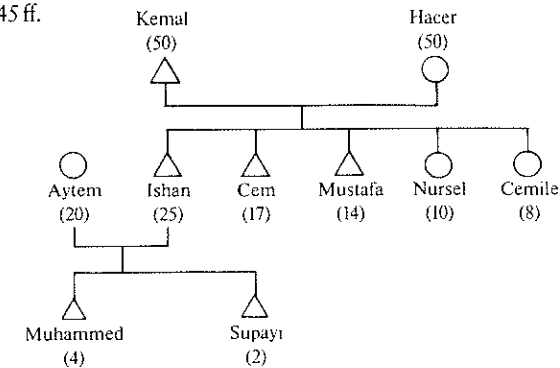 45 ff.
Kemal Hacer
(50) (50)
Aytem Ishan Cem Mustafa Nursel Cemile
(20) (25) (17) (14) (10) (8)
Muhammed Supayı
(4) (2)